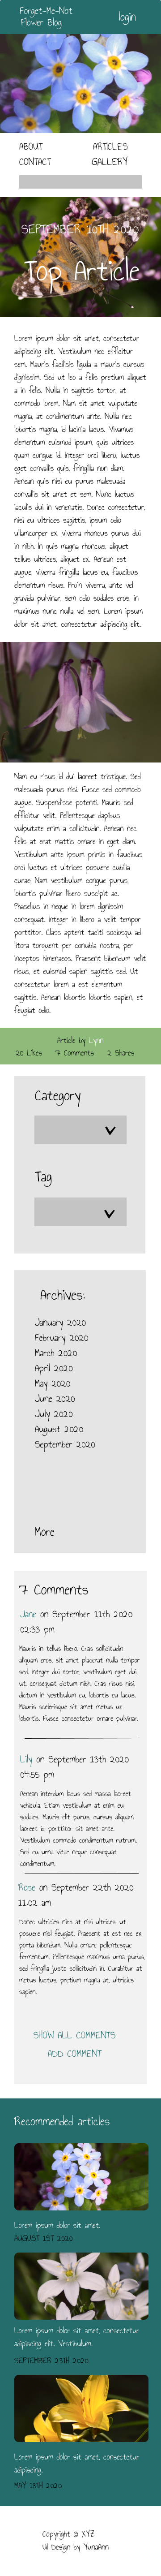 Forget-Me-Not
Flower Blog
login
ABOUT
ARTICLES
CONTACT
GALLERY
SEPTEMBER 10TH 2020
Top Article
Lorem ipsum dolor sit amet, consectetur
adipiscing elit. Vestibulum nec efficitur
sem. Mauris facilisis ligula a mauris cursus
dignissim. Sed ut leo a felis pretium aliquet
a in felis. Nulla in sagittis tortor, at
commodo lorem. Nam sit amet vulputate
magna, at condimentum ante. Nulla nec
lobortis magna, id lacinia lacus. Vivamus
elementum euismod ipsum, quis ultrices
quam congue id. Integer orci libero, luctus
eget convallis quis, fringilla non diam.
Aenean quis nisi eu purus malesuada
convallis sit amet et sem. Nunc luctus
iaculis dui in venenatis. Donec consectetur,
nisi eu ultrices sagittis, ipsum odio
ullamcorper ex, viverra rhoncus purus dui
in nibh. In quis magna rhoncus, aliquet
tellus ultrices, aliquet ex. Aenean est
augue, viverra fringilla lacus eu, faucibus
elementum risus. Proin viverra, ante vel
gravida pulvinar, sem odio sodales eros, in
maximus nunc nulla vel sem. Lorem ipsum
dolor sit amet, consectetur adipiscing elit.
Nam eu risus id dui laoreet tristique. Sed
malesuada purus nisl. Fusce sed commodo
augue. Suspendisse potenti. Mauris sed
efficitur velit. Pellentesque dapibus
vulputate enim a sollicitudin. Aenean nec
felis at erat mattis ornare in eget diam.
Vestibulum ante ipsum primis in faucibus
orci luctus et ultrices posuere cubilia
curae; Nam vestibulum congue purus,
lobortis pulvinar libero suscipit ac.
Phasellus in neque in lorem dignissim
consequat. Integer in libero a velit tempor
porttitor. Class aptent taciti sociosqu ad
litora torquent per conubia nostra, per
inceptos himenaeos. Praesent bibendum velit
risus, et euismod sapien sagittis sed. Ut
consectetur lorem a est elementum
sagittis. Aenean lobortis lobortis sapien, et
feugiat odio.
Article by Lynn
20 Likes 7 Comments 2 Shares
Category
Tag
Archives:
January 2020
February 2020
March 2020
April 2020
May 2020
June 2020
July 2020
August 2020
September 2020
More
7 Comments
Jane on September 11th 2020
02:33 pm
Mauris in tellus libero. Cras sollicitudin
aliquam eros, sit amet placerat nulla tempor
sed. Integer dui tortor, vestibulum eget dui
ut, consequat dictum nibh. Cras risus nisi,
dictum in vestibulum eu, lobortis eu lacus.
Mauris scelerisque sit amet metus ut
lobortis. Fusce consectetur ornare pulvinar.
Lily on September 13th 2020
04:55 pm
Aenean interdum lacus sed massa laoreet
vehicula. Etiam vestibulum at enim eu
sodales. Mauris elit purus, cursus aliquam
laoreet id, porttitor sit amet ante.
Vestibulum commodo condimentum rutrum.
Sed eu urna vitae neque consequat
condimentum.
Rose on September 22th 2020
11:02 am
Donec ultricies nibh at nisi ultrices, ut
posuere nisl feugiat. Praesent at est nec ex
porta bibendum. Nulla ornare pellentesque
fermentum. Pellentesque maximus urna purus,
sed fringilla justo sollicitudin in. Curabitur at
metus luctus, pretium magna at, ultricies
sapien.
SHOW ALL COMMENTS
ADD COMMENT
Recommended articles
Lorem ipsum dolor sit amet.
AUGUST 1ST 2020
Lorem ipsum dolor sit amet, consectetur
adipiscing elit. Vestibulum.
SEPTEMBER 25TH 2020
Lorem ipsum dolor sit amet, consectetur
adipiscing.
MAY 18TH 2020
Copyright © XYZ
UI Design by YunaAnn